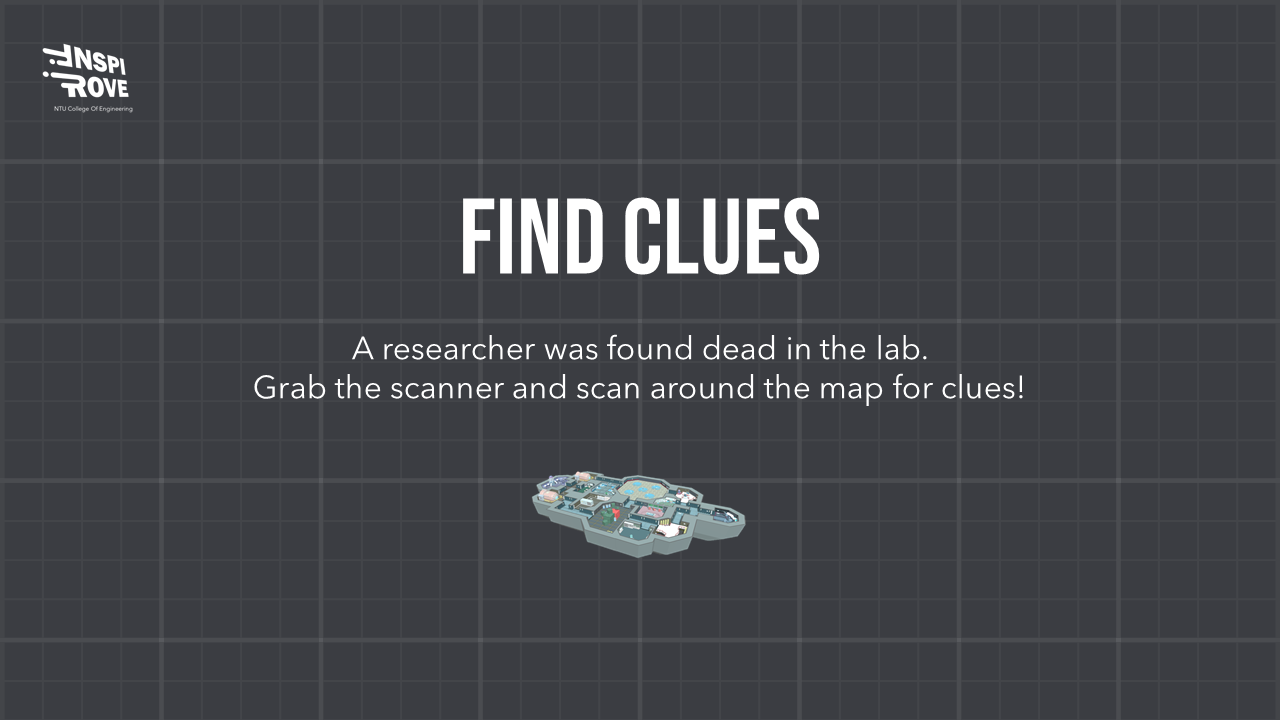 INSPI
ROVE
NTU College Of Engineering
FIND CLUES
A researcher was found dead in the lab.
Grab the scanner and scan around the map for clues!